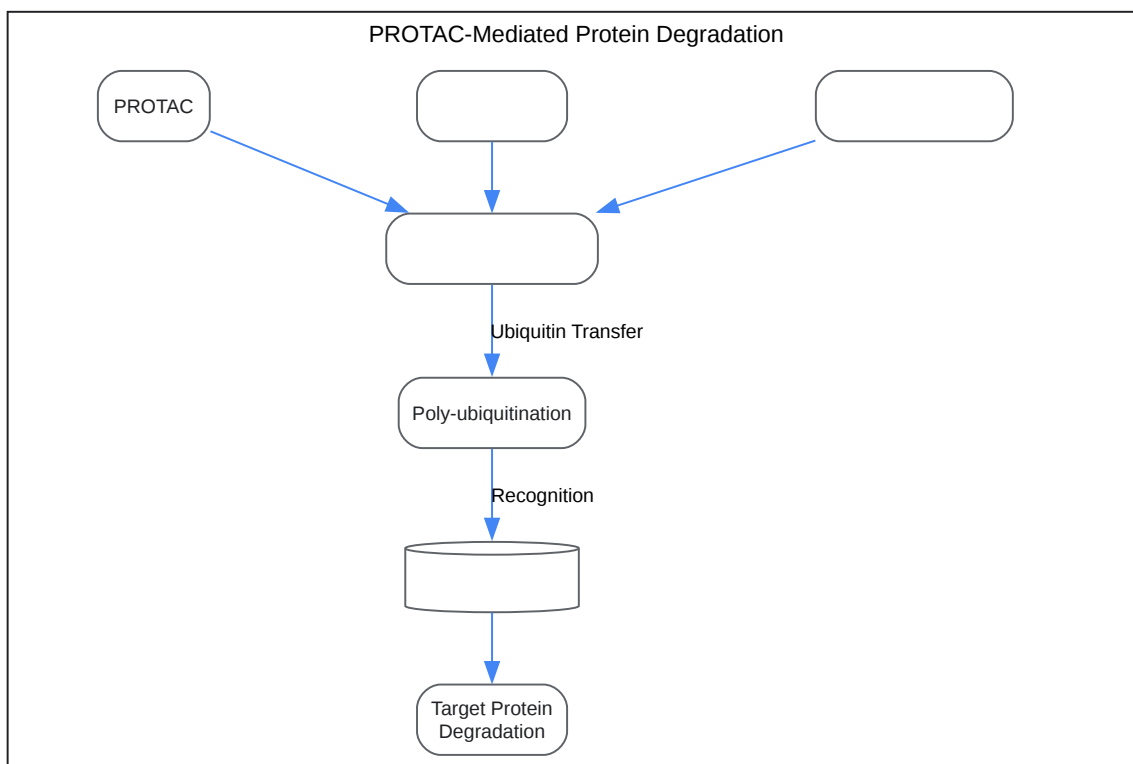 PROTAC-Mediated Protein Degradation
PROTAC
Ubiquitin Transfer
Poly-ubiquitination
Recognition
Target Protein
Degradation